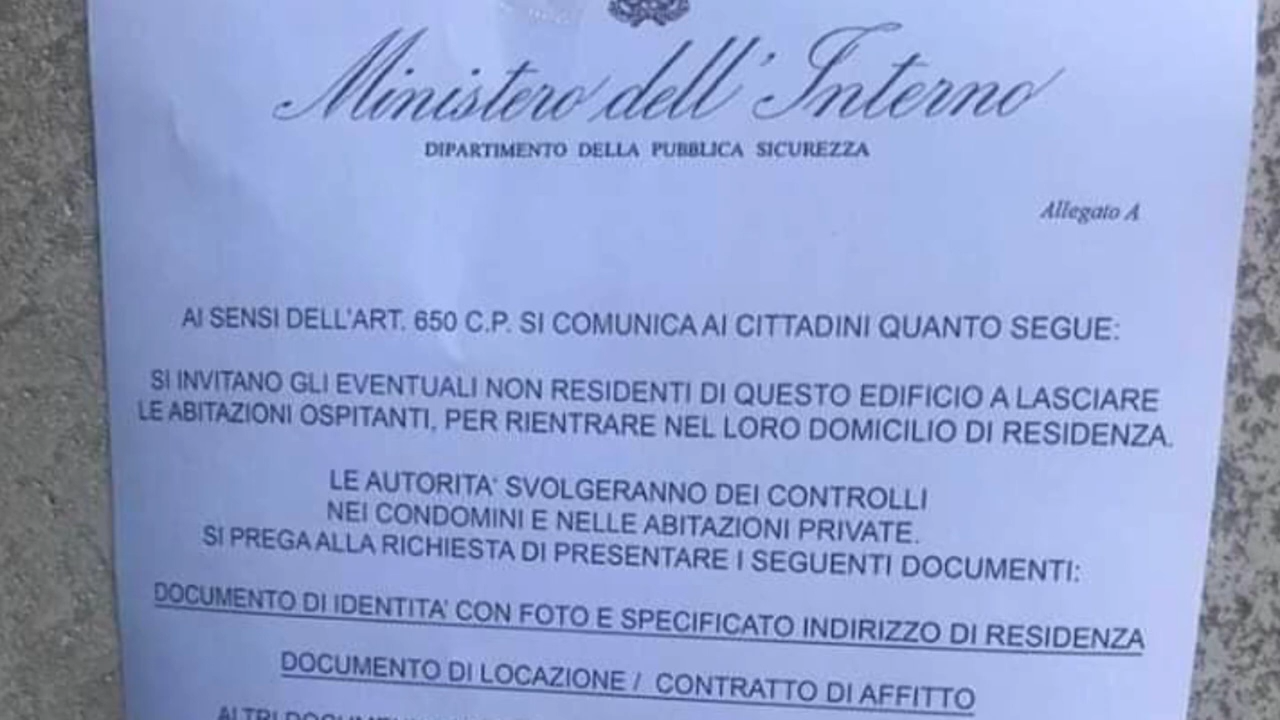 Ministero dell'Interno
DIPARTIMENTO DELLA PUBBLICA SICUREZZA
Allegato A
AI SENSI DELL'ART. 650 C.P. SI COMUNICA AI CITTADINI QUANTO SEGUE:
SI INVITANO GLI EVENTUALI NON RESIDENTI DI QUESTO EDIFICIO A LASCIARE
LE ABITAZIONI OSPITANTI, PER RIENTRARE NEL LORO DOMICILIO DI RESIDENZA.
LE AUTORITA' SVOLGERANNO DEI CONTROLLI
NEI CONDOMINI E NELLE ABITAZIONI PRIVATE.
SI PREGA ALLA RICHIESTA DI PRESENTARE I SEGUENTI DOCUMENTI:
DOCUMENTO DI IDENTITA' CON FOTO E SPECIFICATO INDIRIZZO DI RESIDENZA
DOCUMENTO DI LOCAZIONE / CONTRATTO DI AFFITTO